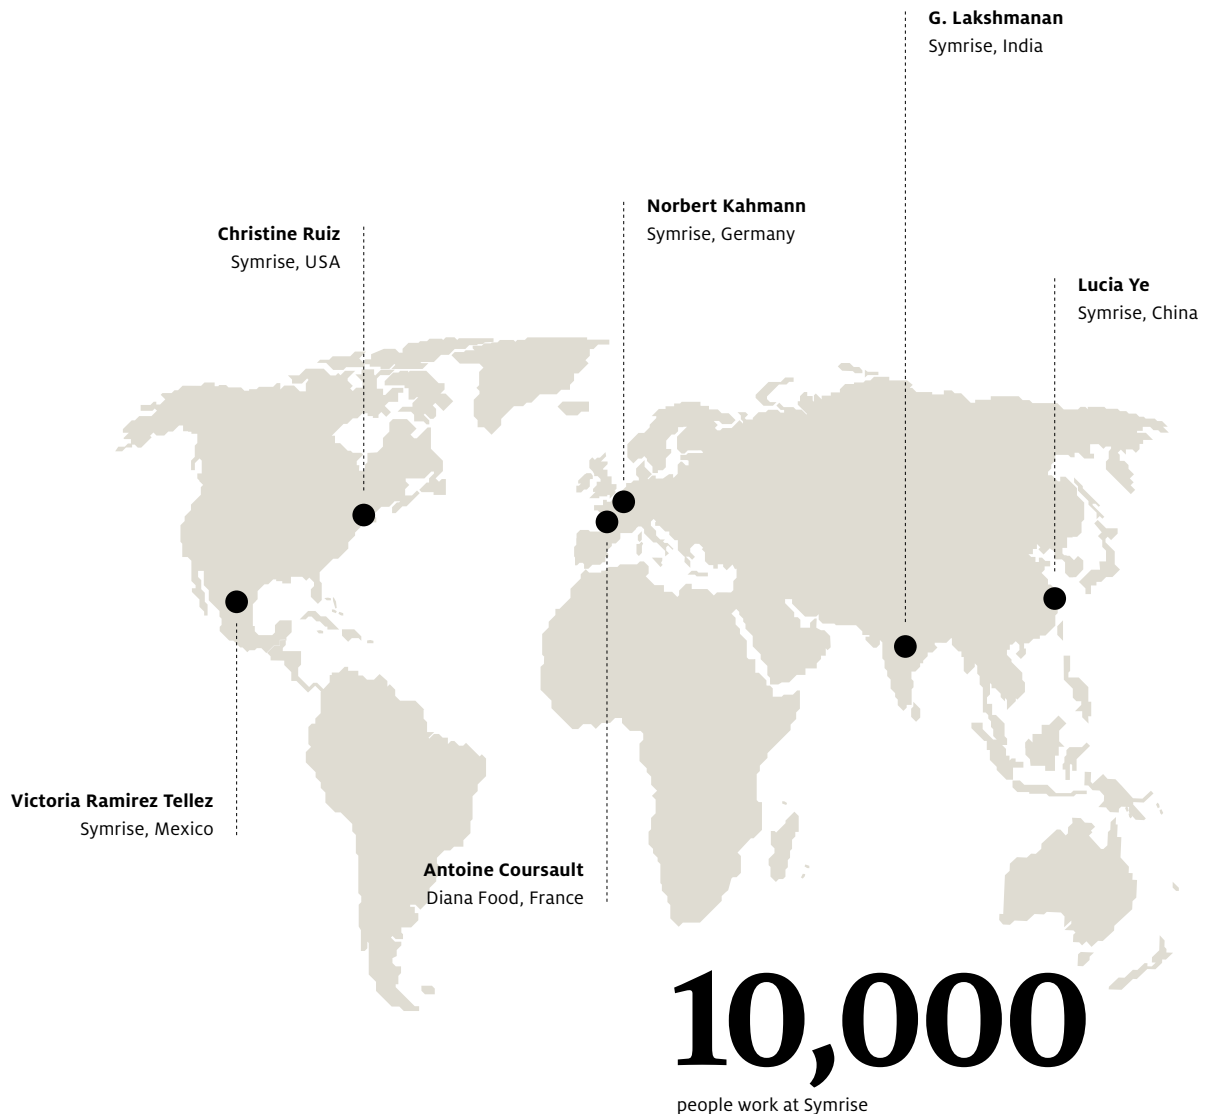 G. Lakshmanan
Symrise, India
Norbert Kahmann
Symrise, Germany
Christine Ruiz
Symrise, USA
Lucia Ye
Symrise, China
Victoria Ramirez Tellez
Symrise, Mexico
Antoine Coursault
Diana Food, France
10,000
people work at Symrise